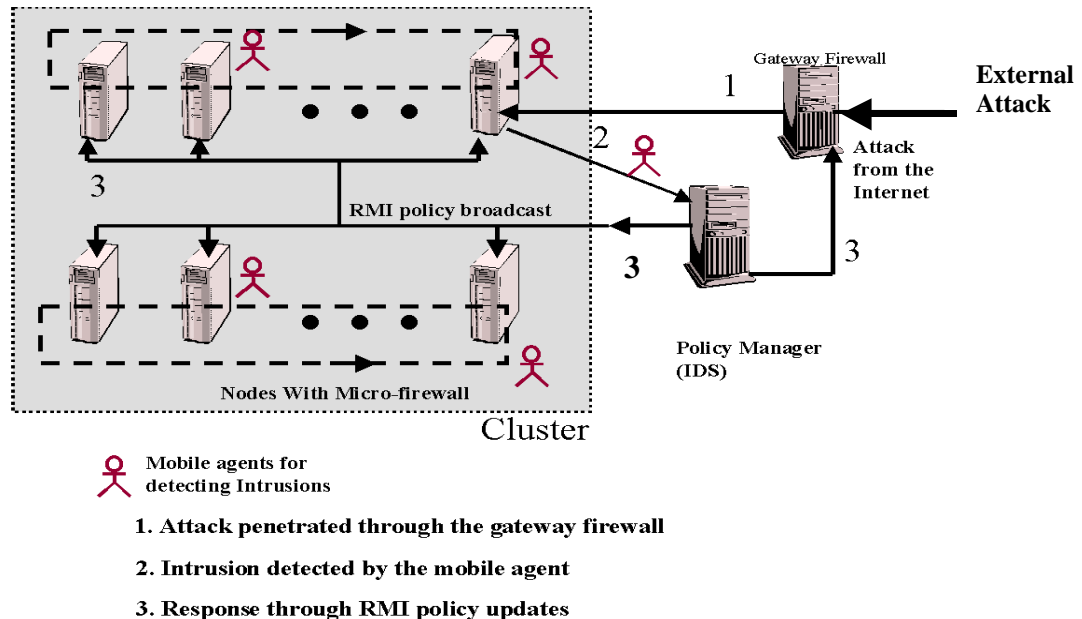 Gateway Firewall
External
Attack
1
2
Attack
from the
Internet
3
RMI policy broadcast
3
3
Policy Manager
(IDS)
Nodes With Micro-firewall
Cluster
Mobile agents for
detecting Intrusions
1. Attack penetrated through the gateway firewall
2. Intrusion detected by the mobile agent
3. Response through RMI policy updates